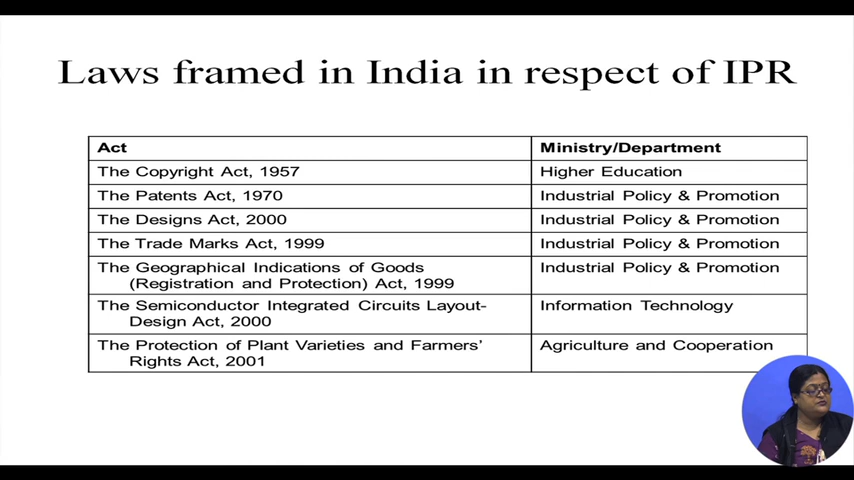 Laws framed in India in respect of IPR
Act Ministry/Department
The Copyright Act, 1957 Higher Education
The Patents Act, 1970 Industrial Policy & Promotion
The Designs Act, 2000 Industrial Policy & Promotion
The Trade Marks Act, 1999 Industrial Policy & Promotion
The Geographical Indications of Goods Industrial Policy & Promotion
(Registration and Protection) Act, 1999
The Semiconductor Integrated Circuits Layout- Information Technology
Design Act, 2000
The Protection of Plant Varieties and Farmers' Agriculture and Cooperation
Rights Act, 2001